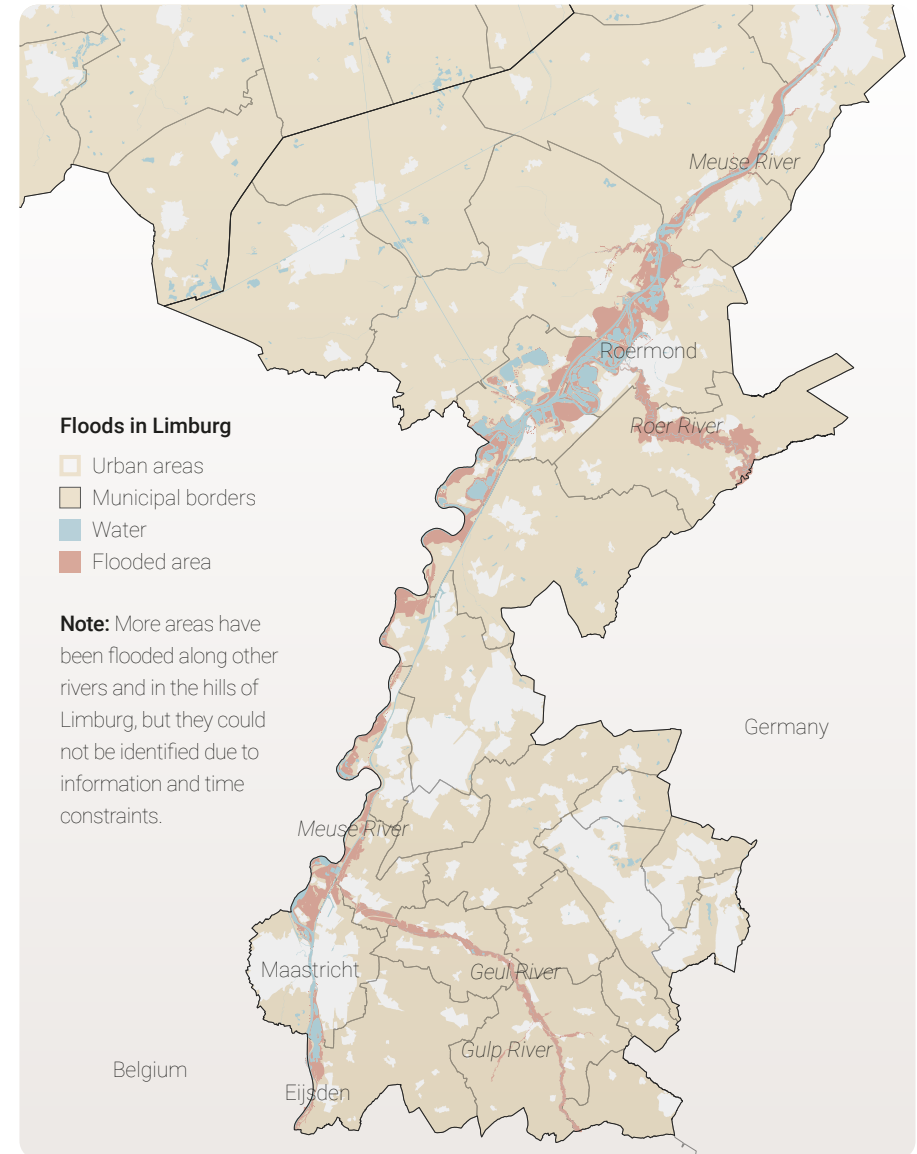 Meuse River
Roermond
Roer River
Floods in Limburg
Urban areas
Municipal borders
Water
Flooded area
Note: More areas have
been flooded along other
rivers and in the hills of
Limburg, but they could
not be identified due to
information and time
constraints.
Germany
Meuse River
Maastricht
Geul River
Gulp River
Belgium
Eijsden